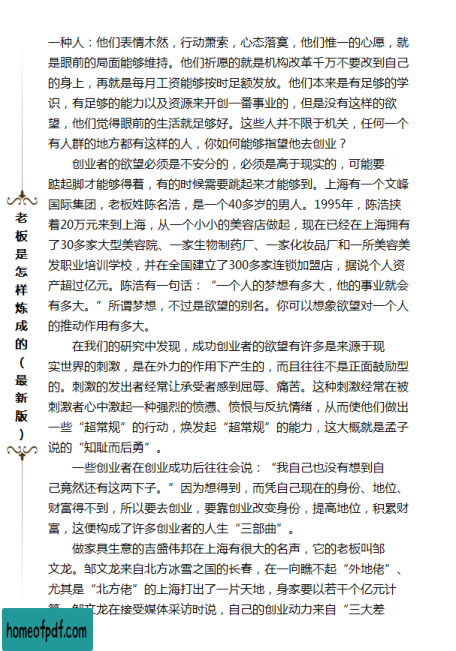 一种人：他们表情木然，行动萧索，心态落寞，他们惟一的心愿，就
是眼前的局面能够维持。他们祈愿的就是机构改革千万不要改到自己
的身上，再就是每月工资能够按时足额发放。他们本来是有足够的学
识，有足够的能力以及资源来开创一番事业的，但是没有这样的欲
望，他们觉得眼前的生活就足够好。这些人并不限于机关，任何一个
有人群的地方都有这样的人，你如何能够指望他去创业？
创业者的欲望必须是不安分的，必须是高于现实的，可能要
踮起脚才能够得着，有的时候需要跳起来才能够到。上海有一个文峰
国际集团，老板姓陈名浩，是一个40多岁的男人。1995年，陈浩挟
着20万元来到上海，从一个小小的美容店做起，现在已经在上海拥有
了30多家大型美容院、一家生物制药厂、一家化妆品厂和一所美容美
发职业培训学校，并在全国建立了300多家连锁加盟店，据说个人资
产超过亿元。陈浩有一句话：“一个人的梦想有多大，他的事业就会
有多大。”所谓梦想，不过是欲望的别名。你可以想象欲望对一个人
的推动作用有多大。
在我们的研究中发现，成功创业者的欲望有许多是来源于现
实世界的刺激，是在外力的作用下产生的，而且往往不是正面鼓励型
的。刺激的发出者经常让承受者感到屈辱、痛苦。这种刺激经常在被
刺激者心中激起一种强烈的愤懑、愤恨与反抗情绪，从而使他们做出
一些“超常规”的行动，焕发起“超常规”的能力，这大概就是孟子
说的“知耻而后勇”。
一些创业者在创业成功后往往会说：“我自己也没有想到自
己竟然还有这两下子。”因为想得到，而凭自己现在的身份、地位、
财富得不到，所以要去创业，要靠创业改变身份，提高地位，积累财
富，这便构成了许多创业者的人生“三部曲”。
做家具生意的吉盛伟邦在上海有很大的名声，它的老板叫邹
文龙。邹文龙来自北方冰雪之国的长春，在一向瞧不起“外地佬”、
尤其是“北方佬”的上海打出了一片天地，身家要以若干个亿元计
算。邹文龙在接受媒体采访时说，自己的创业动力来自“三大差
老板是怎样炼成的（最新版）
homeofpdf.com